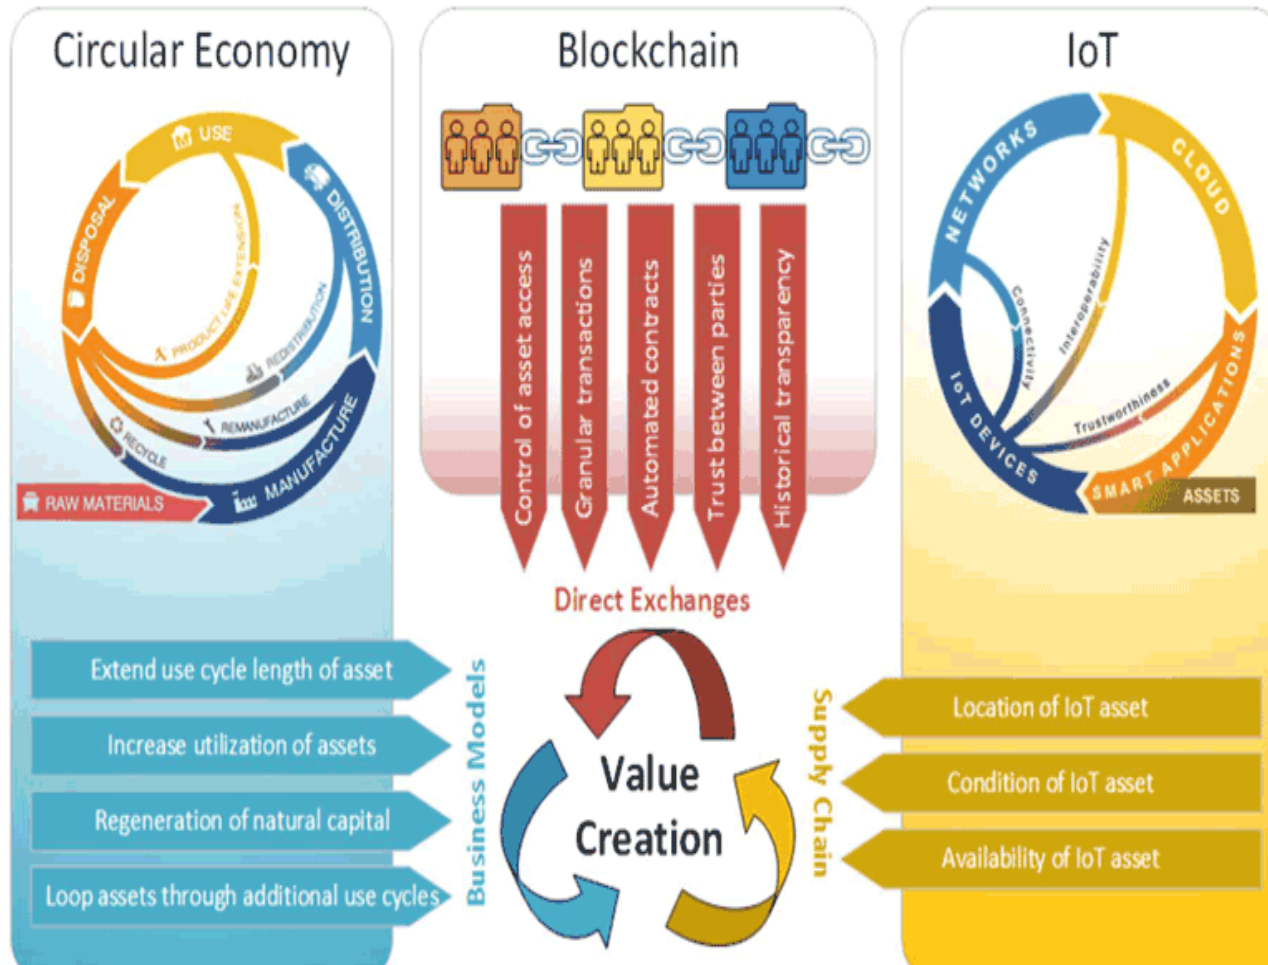 Circular Economy
USE
DISTRIBUTION
DISPOSAL
PRODUCT LIFE EXTENSION
REDISTRIBUTION
REMANUFACTURE
RECYCLE
MANUFACTURE
RAW MATERIALS
Extend use cycle length of asset
Increase utilization of assets
Regeneration of natural capital
Loop assets through additional use cycles
Business Models
Blockchain
Control of asset access
Granular transactions
Automated contracts
Trust between parties
Historical transparency
Direct Exchanges
Value
Creation
IoT
NETWORKS
CLOUD
Connectivity
Interoperability
Trustworthiness
IoT DEVICES
SMART APPLICATIONS
ASSETS
Supply Chain
Location of IoT asset
Condition of IoT asset
Availability of IoT asset